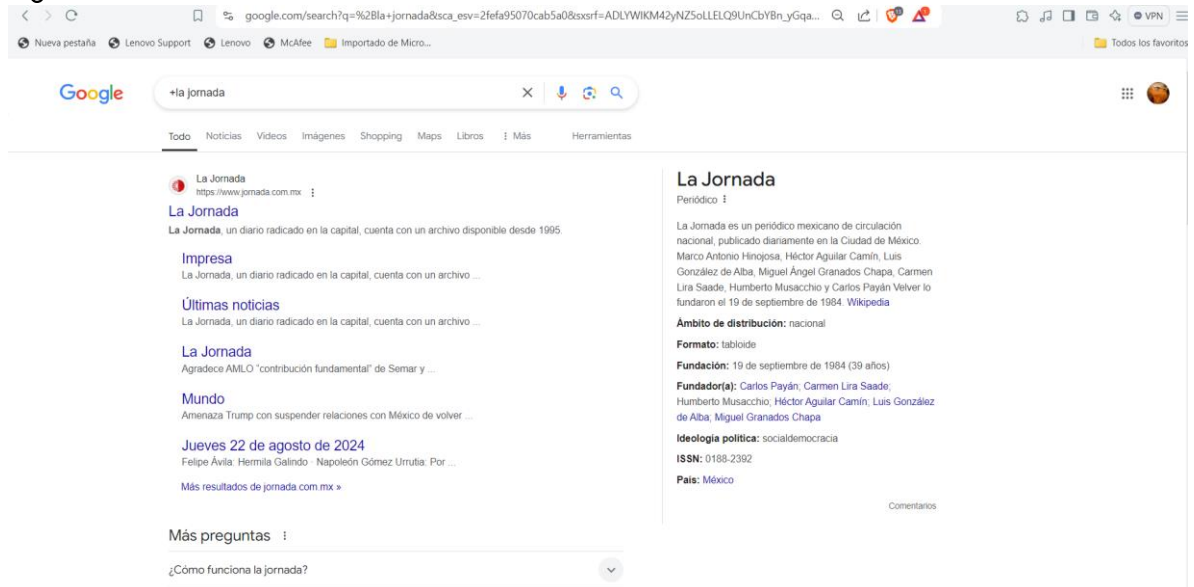 google.com/search?q=%2Bla+jornada&sca_esv=2fefa95070cab5a0&sxsrf=ADLYWIKM42yNZ5oLLELQ9UnCbYBn_yGqa...
VPN
Nueva pestaña Lenovo Support Lenovo McAfee Importado de Micro...
Todos los favoritos
Google
+la jornada
Todo Noticias Videos Imágenes Shopping Maps Libros Más Herramientas
La Jornada
https://www.jornada.com.mx
La Jornada
La Jornada, un diario radicado en la capital, cuenta con un archivo disponible desde 1995.
Impresa
La Jornada, un diario radicado en la capital, cuenta con un archivo ...
Últimas noticias
La Jornada, un diario radicado en la capital, cuenta con un archivo ...
La Jornada
Agradece AMLO "contribución fundamental" de Semar y ...
Mundo
Amenaza Trump con suspender relaciones con México de volver ...
Jueves 22 de agosto de 2024
Felipe Ávila: Hermila Galindo · Napoleón Gómez Urrutia: Por ...
Más resultados de jornada.com.mx »
Más preguntas
¿Cómo funciona la jornada?
La Jornada
Periódico
La Jornada es un periódico mexicano de circulación
nacional, publicado diariamente en la Ciudad de México.
Marco Antonio Hinojosa, Héctor Aguilar Camín, Luis
González de Alba, Miguel Ángel Granados Chapa, Carmen
Lira Saade, Humberto Musacchio y Carlos Payán Velver lo
fundaron el 19 de septiembre de 1984. Wikipedia
Ámbito de distribución: nacional
Formato: tabloide
Fundación: 19 de septiembre de 1984 (39 años)
Fundador(a): Carlos Payán; Carmen Lira Saade;
Humberto Musacchio; Héctor Aguilar Camín; Luis González
de Alba; Miguel Granados Chapa
Ideología política: socialdemocracia
ISSN: 0188-2392
País: México
Comentarios